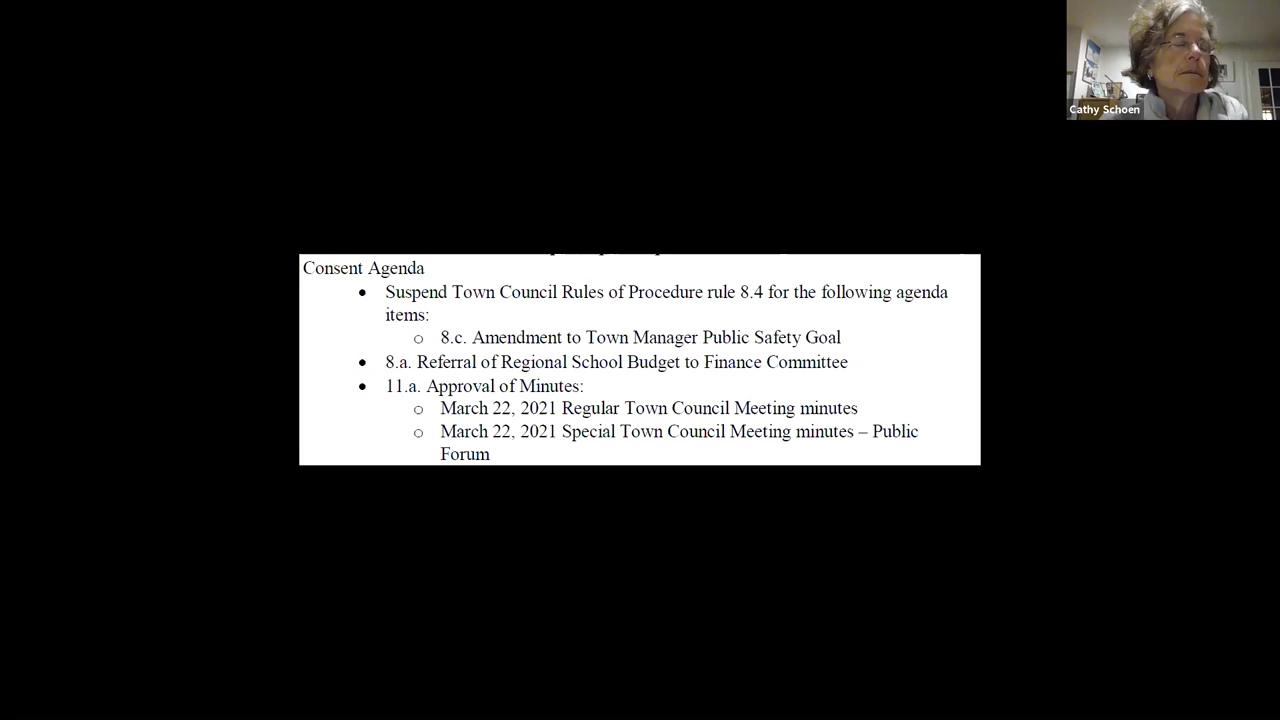 Cathy Schoen
Consent Agenda
• Suspend Town Council Rules of Procedure rule 8.4 for the following agenda
items:
o 8.c. Amendment to Town Manager Public Safety Goal
• 8.a. Referral of Regional School Budget to Finance Committee
• 11.a. Approval of Minutes:
o March 22, 2021 Regular Town Council Meeting minutes
o March 22, 2021 Special Town Council Meeting minutes – Public
Forum